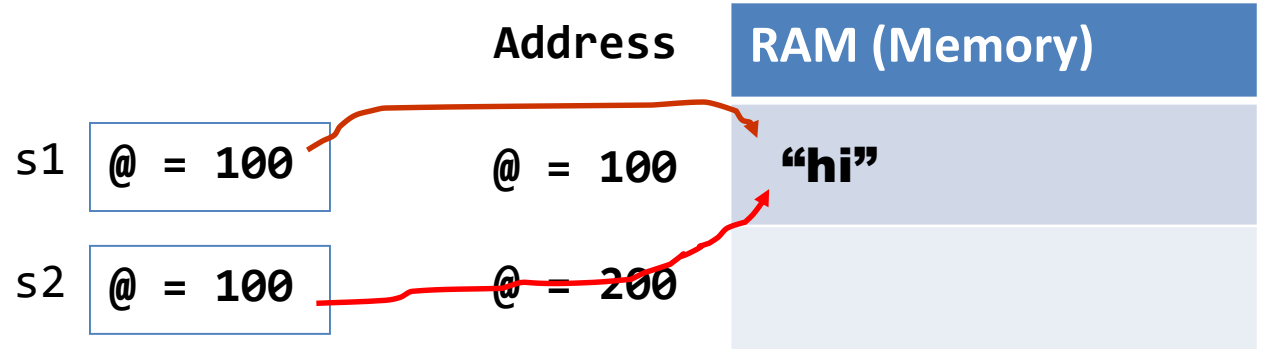 Address RAM (Memory)
s1 @ = 100 @ = 100 “hi”
s2 @ = 100 @ = 200